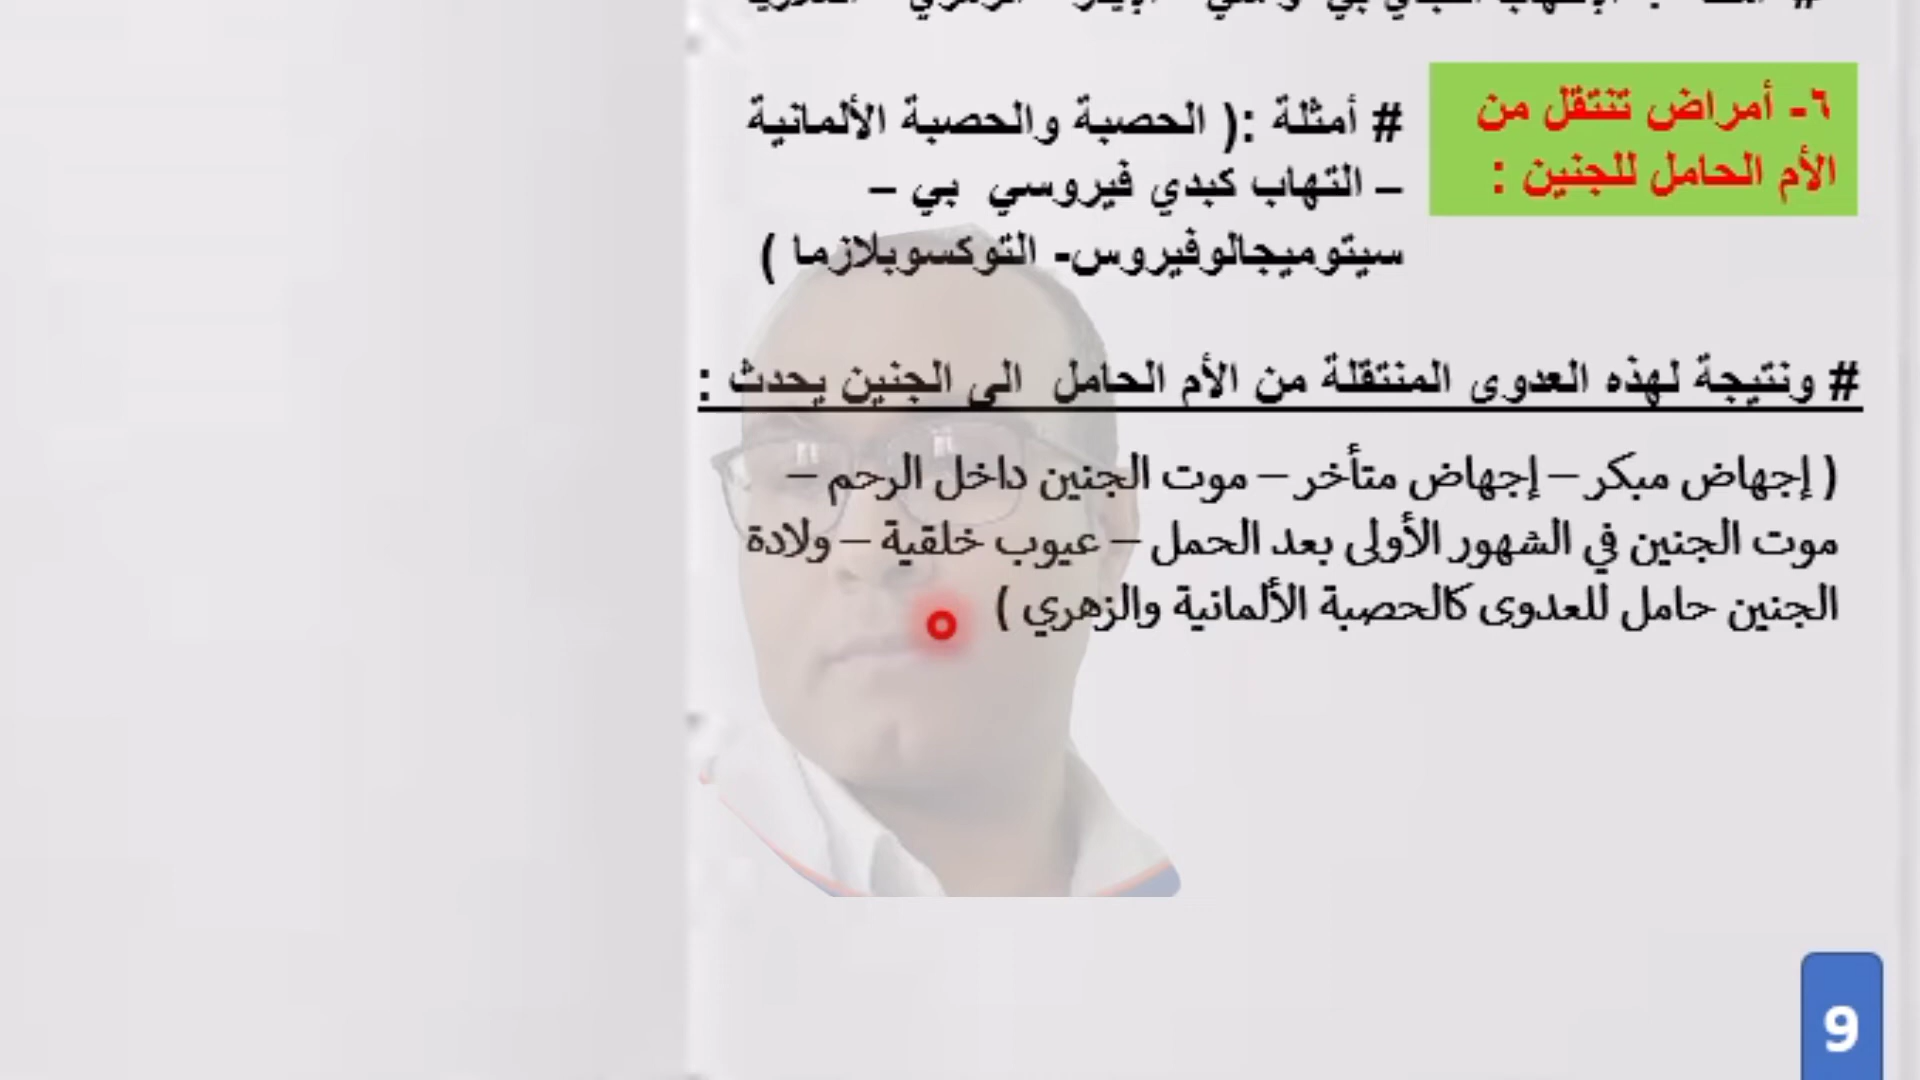 ٦- أمراض تنتقل من
الأم الحامل للجنين :
# أمثلة :( الحصبة والحصبة الألمانية
– التهاب كبدي فيروسي بي –
سيتوميجالوفيروس- التوكسوبلازما )
# ونتيجة لهذه العدوى المنتقلة من الأم الحامل الى الجنين يحدث :
( إجهاض مبكر – إجهاض متأخر – موت الجنين داخل الرحم –
موت الجنين في الشهور الأولى بعد الحمل – عيوب خلقية – ولادة
الجنين حامل للعدوى كالحصبة الألمانية والزهري )
9